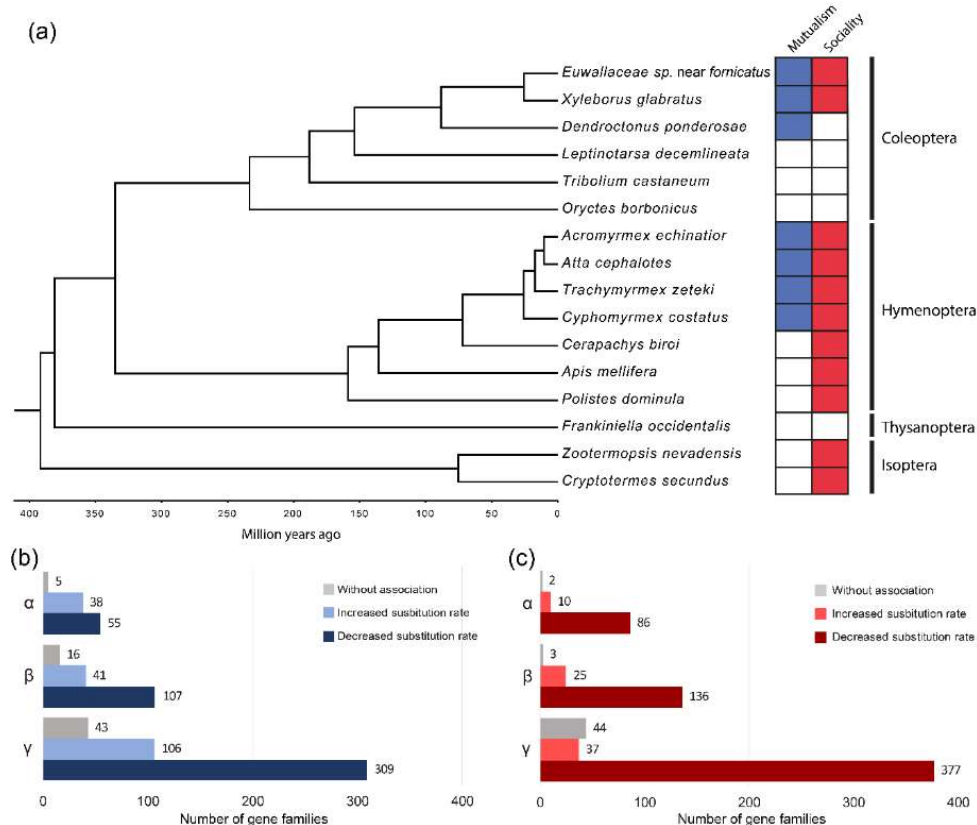 (a)
Mutualism
Sociality
Euwallaceae sp. near fornicatus
Xyleborus glabratus
Dendroctonus ponderosae
Leptinotarsa decemlineata
Tribolium castaneum
Oryctes borbonicus
Coleoptera
Acromyrmex echinatior
Atta cephalotes
Trachymyrmex zeteki
Cyphomyrmex costatus
Cerapachys biroi
Apis mellifera
Polistes dominula
Hymenoptera
Frankiniella occidentalis
Thysanoptera
Zootermopsis nevadensis
Cryptotermes secundus
Isoptera
400 350 300 250 200 150 100 50 0
Million years ago
(b)
α
5
38
55
β
16
41
107
γ
43
106
309
Without association
Increased susbitution rate
Decreased substitution rate
0 100 200 300 400
Number of gene families
(c)
α
2
10
86
β
3
25
136
γ
44
37
377
Without association
Increased susbitution rate
Decreased substitution rate
0 100 200 300 400
Number of gene families